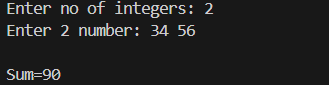 Enter no of integers: 2
Enter 2 number: 34 56
Sum=90